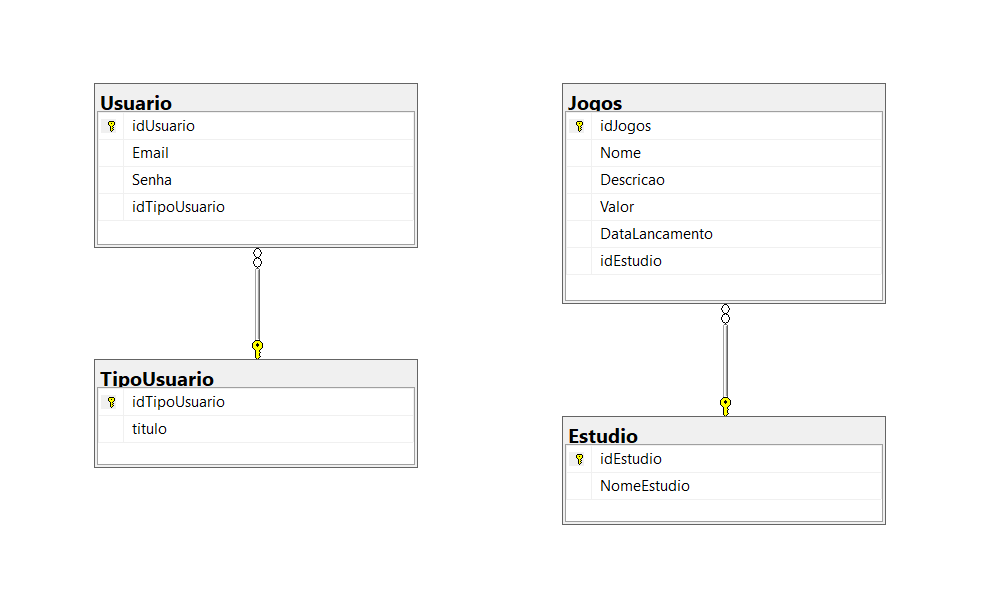 Usuario
idUsuario
Email
Senha
idTipoUsuario
TipoUsuario
idTipoUsuario
titulo
Jogos
idJogos
Nome
Descricao
Valor
DataLancamento
idEstudio
Estudio
idEstudio
NomeEstudio